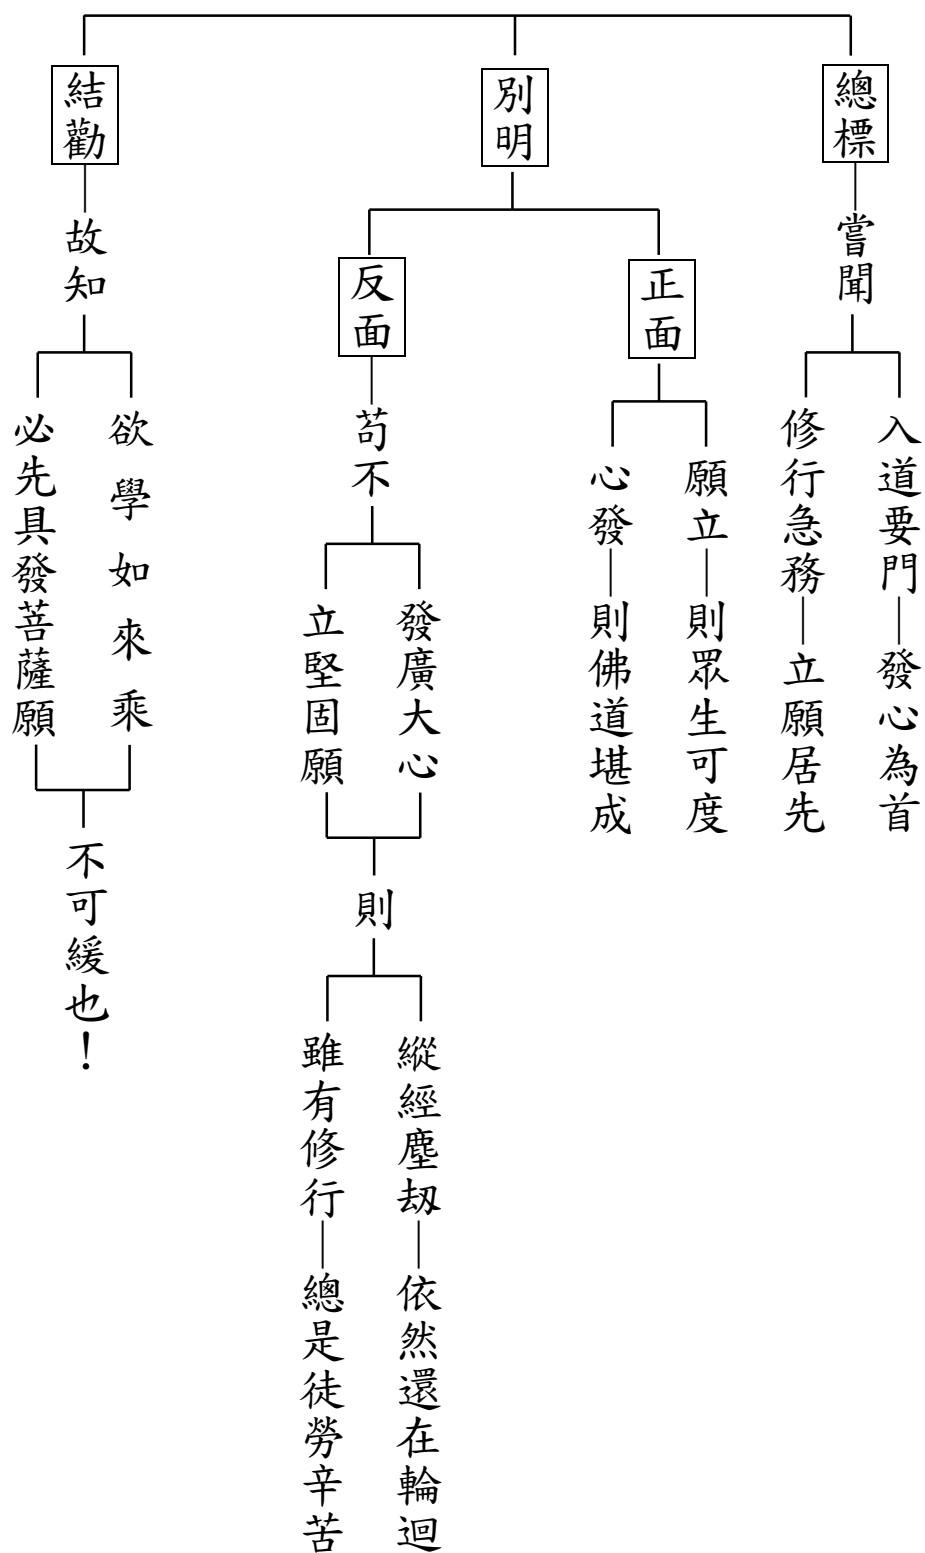 總標
嘗聞
入道要門
發心為首
修行急務
立願居先
別明
正面
願立
則眾生可度
心發
則佛道堪成
反面
苟不
發廣大心
立堅固願
則
縱經塵劫
依然還在輪迴
雖有修行
總是徒勞辛苦
結勸
故知
欲學如來乘
必先具發菩薩願
不可緩也！